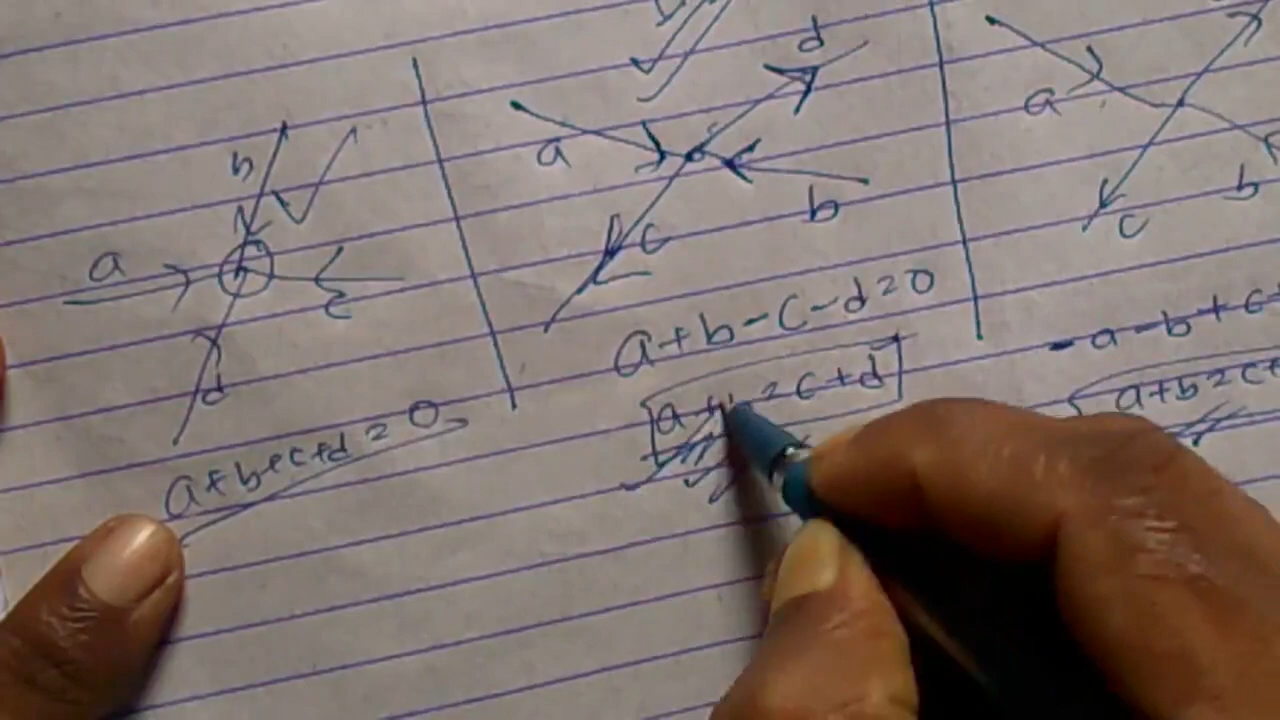 b
a
c
d
a+b+c+d=0
d
a
b
c
a+b-c-d=0
a+b=c+d
a
b
c
-a-b+c+
a+b=c+